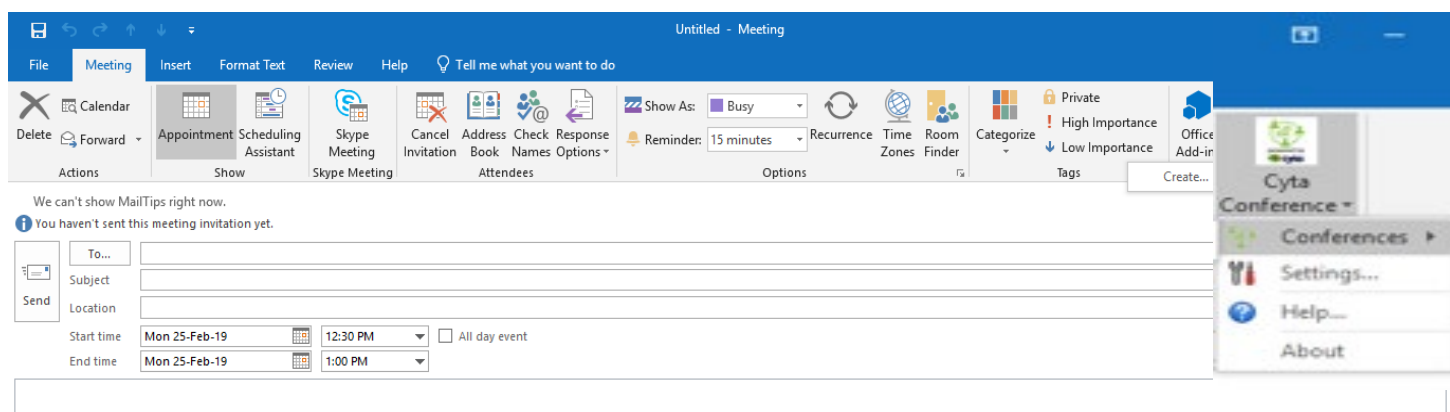 Untitled - Meeting
File Meeting Insert Format Text Review Help Tell me what you want to do
Delete
Calendar
Forward
Actions
Appointment
Scheduling Assistant
Show
Skype Meeting
Skype Meeting
Cancel Invitation
Address Book
Check Names
Response Options
Attendees
Show As: Busy
Reminder: 15 minutes
Recurrence
Time Zones
Room Finder
Options
Categorize
Private
High Importance
Low Importance
Tags
Office
Add-in
Create...
Cyta
Conference
Conferences
Settings...
Help...
About
We can't show MailTips right now.
You haven't sent this meeting invitation yet.
Send
To...
Subject
Location
Start time Mon 25-Feb-19 12:30 PM All day event
End time Mon 25-Feb-19 1:00 PM